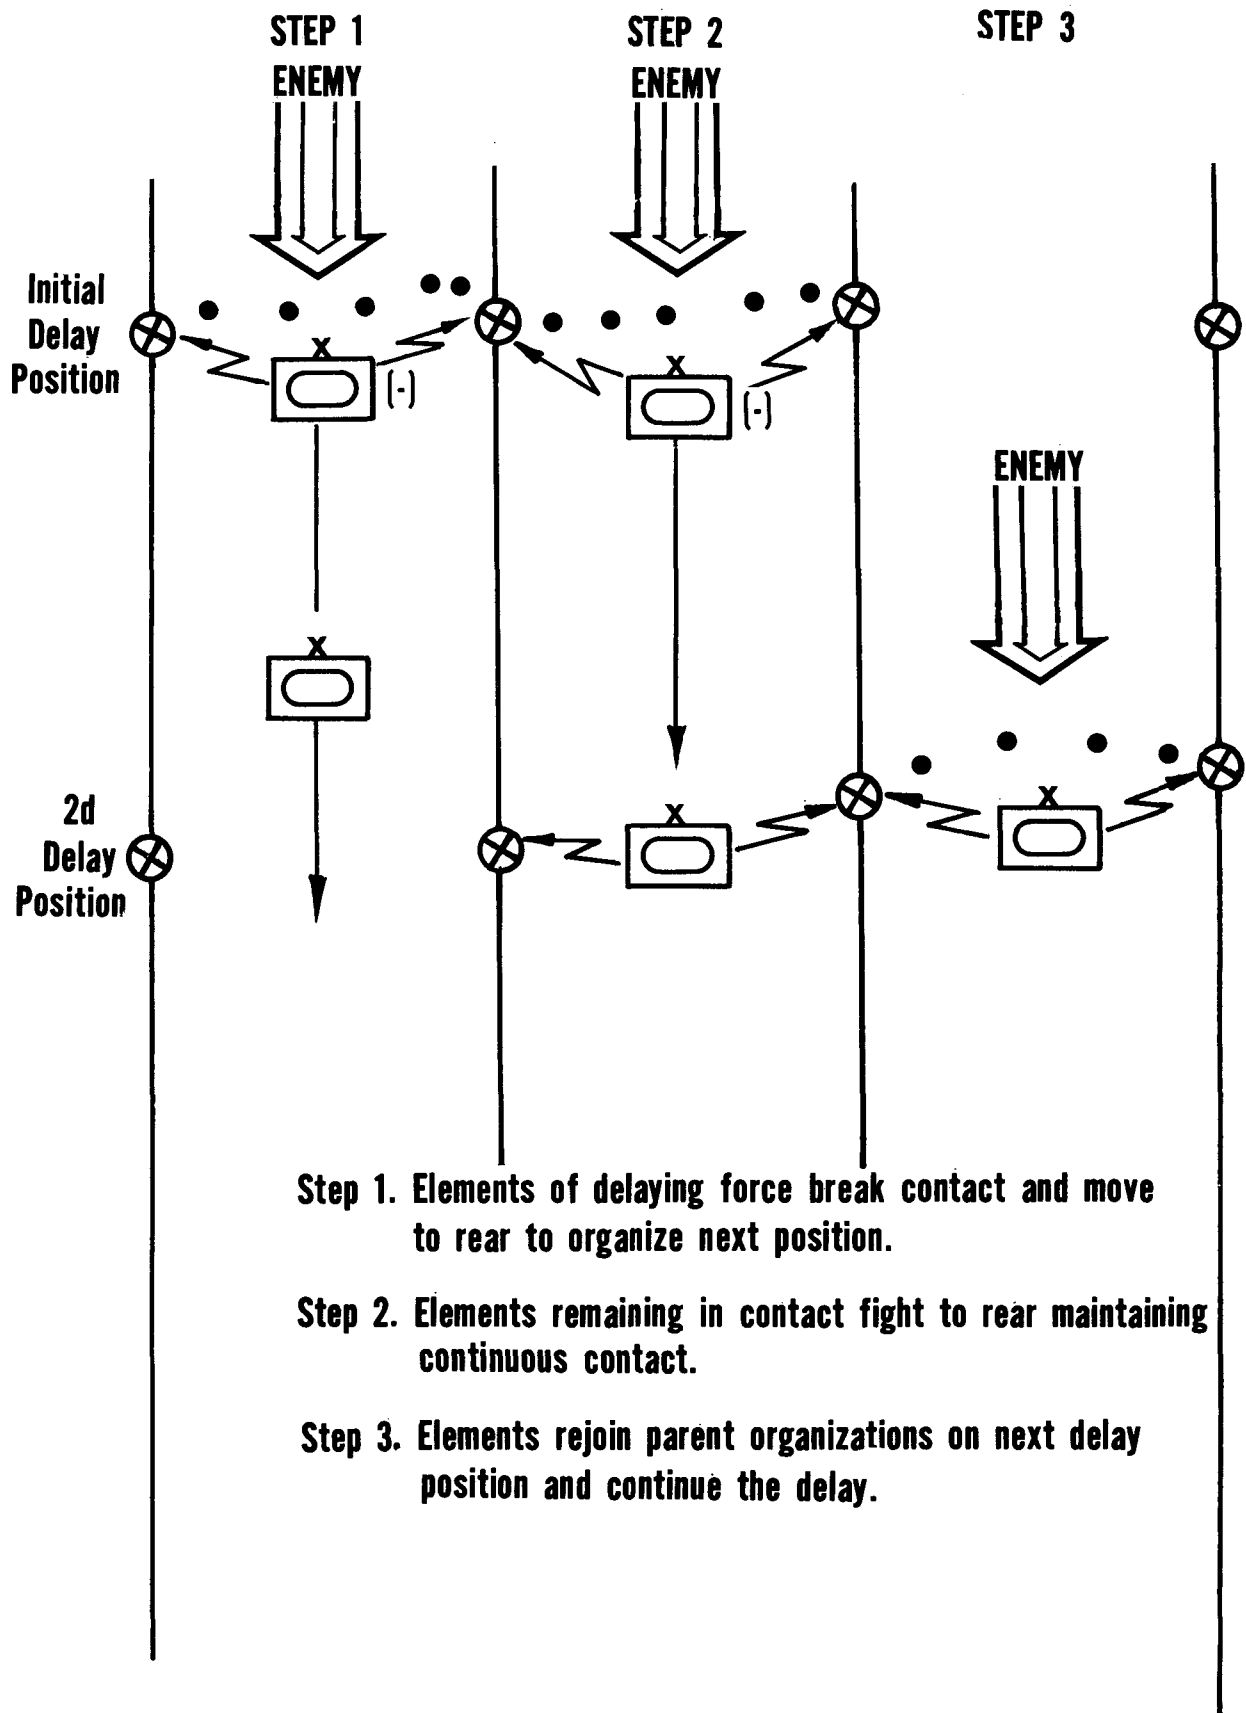 STEP 1
STEP 2
STEP 3
ENEMY
ENEMY
Initial
Delay
Position
X
(-)
X
(-)
ENEMY
X
2d
Delay
Position
X
X
Step 1. Elements of delaying force break contact and move
to rear to organize next position.
Step 2. Elements remaining in contact fight to rear maintaining
continuous contact.
Step 3. Elements rejoin parent organizations on next delay
position and continue the delay.